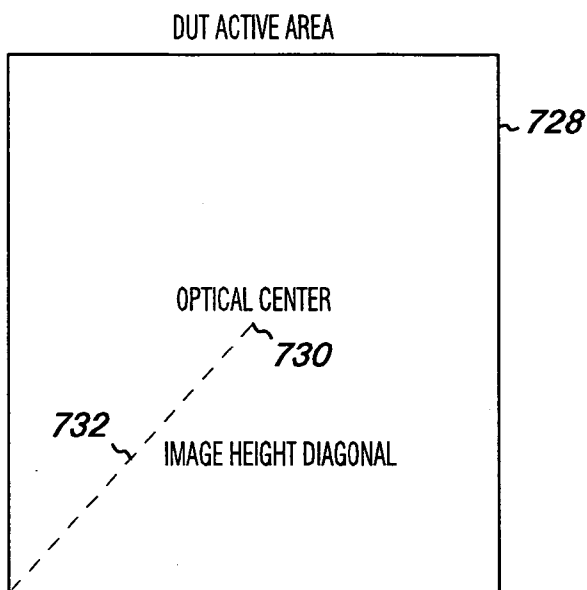 DUT ACTIVE AREA
728
OPTICAL CENTER
730
732
IMAGE HEIGHT DIAGONAL